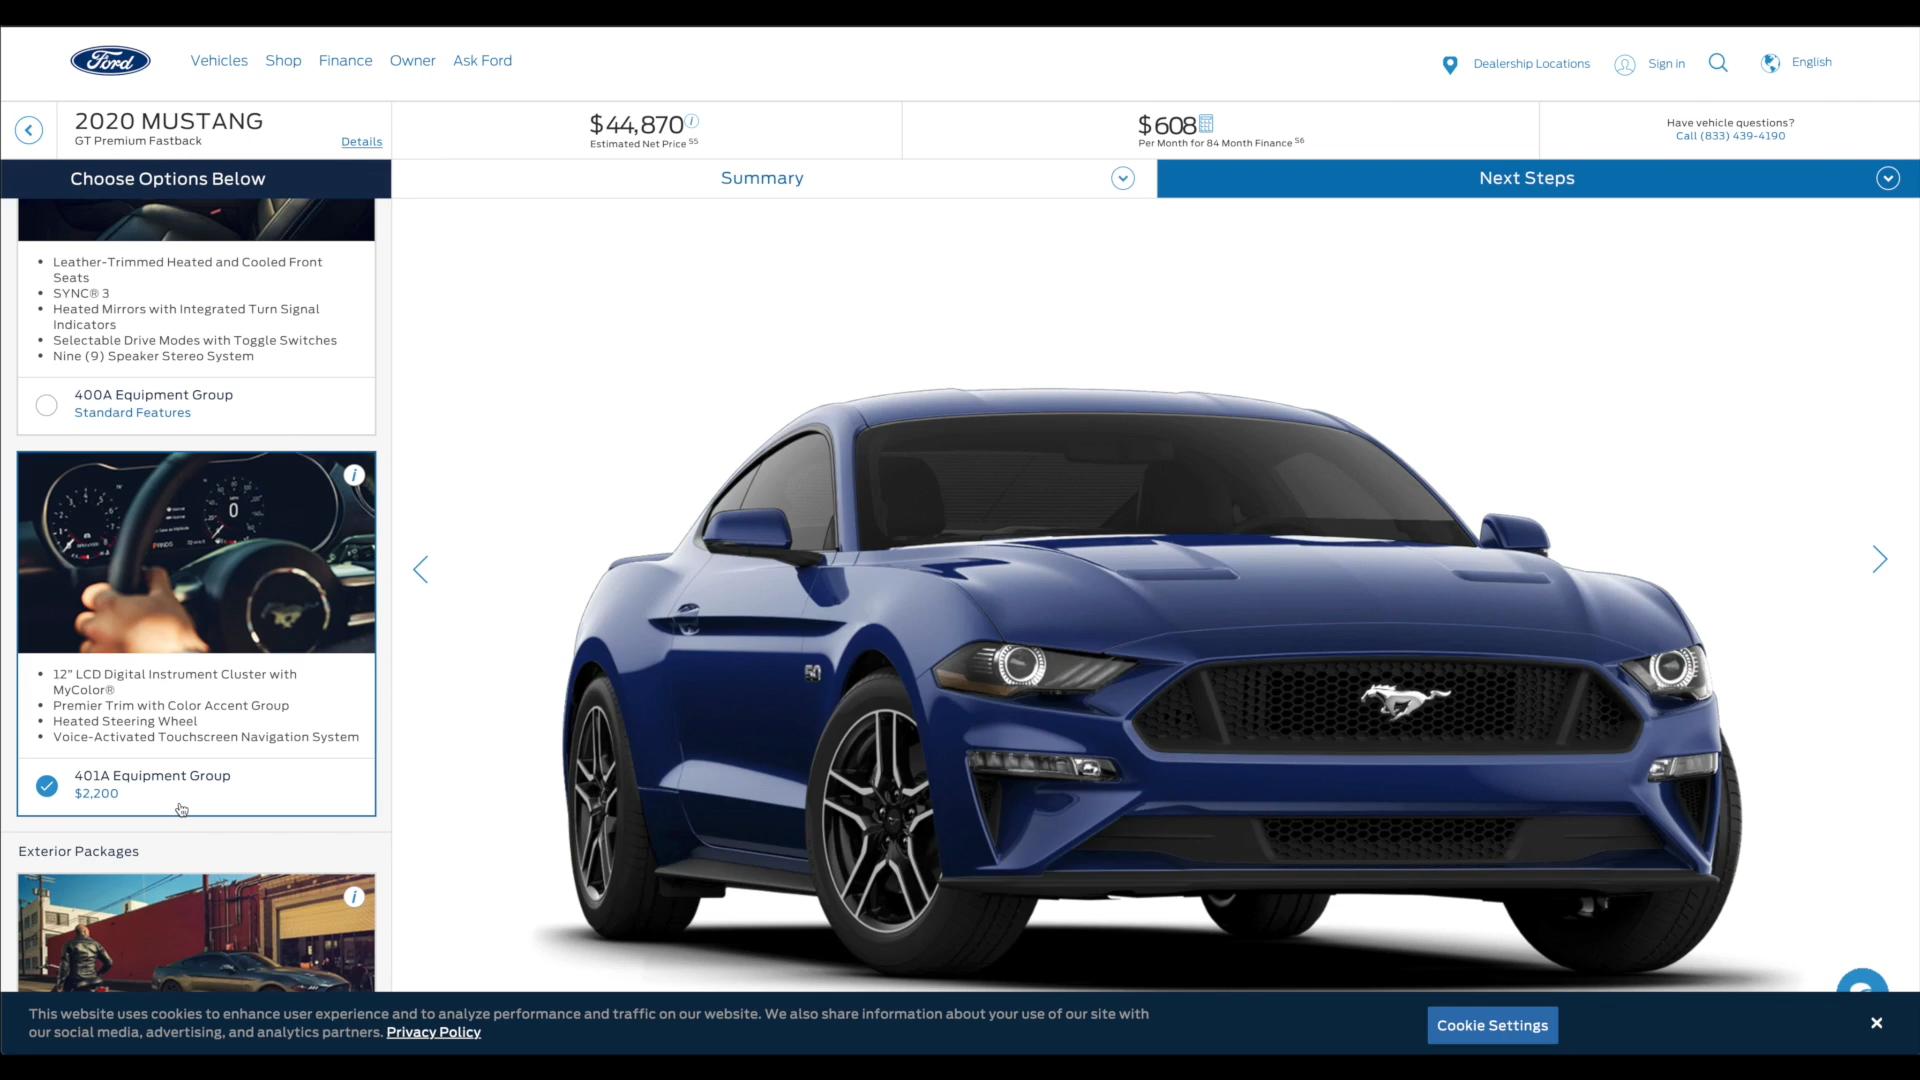 Ford
Vehicles
Shop
Finance
Owner
Ask Ford
Dealership Locations
Sign in
English
2020 MUSTANG
GT Premium Fastback
Details
$44,870
Estimated Net Price 55
$608
Per Month for 84 Month Finance 56
Have vehicle questions?
Call (833) 439-4190
Choose Options Below
Summary
Next Steps
• Leather-Trimmed Heated and Cooled Front
Seats
• SYNC® 3
• Heated Mirrors with Integrated Turn Signal
Indicators
• Selectable Drive Modes with Toggle Switches
• Nine (9) Speaker Stereo System
400A Equipment Group
Standard Features
• 12” LCD Digital Instrument Cluster with
MyColor®
• Premier Trim with Color Accent Group
• Heated Steering Wheel
• Voice-Activated Touchscreen Navigation System
401A Equipment Group
$2,200
5.0
Exterior Packages
This website uses cookies to enhance user experience and to analyze performance and traffic on our website. We also share information about your use of our site with
our social media, advertising, and analytics partners. Privacy Policy
Cookie Settings